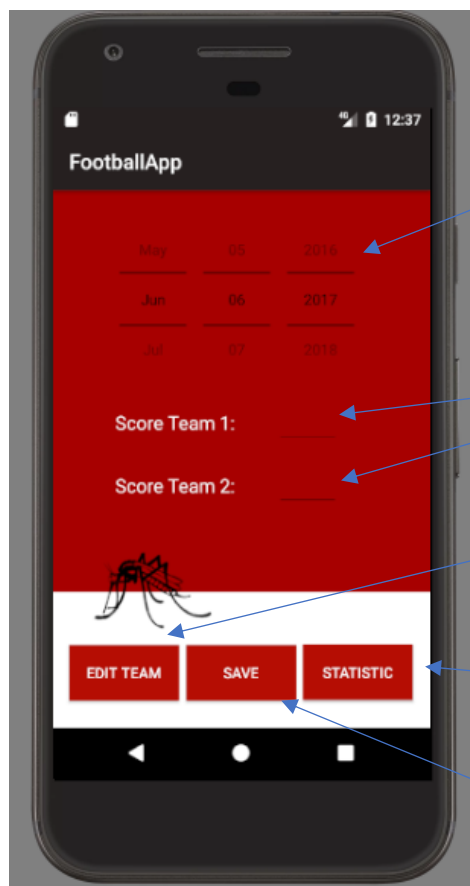 4G 12:37
FootballApp
May 05 2016
Jun 06 2017
Jul 07 2018
Score Team 1:
Score Team 2:
EDIT TEAM SAVE STATISTIC